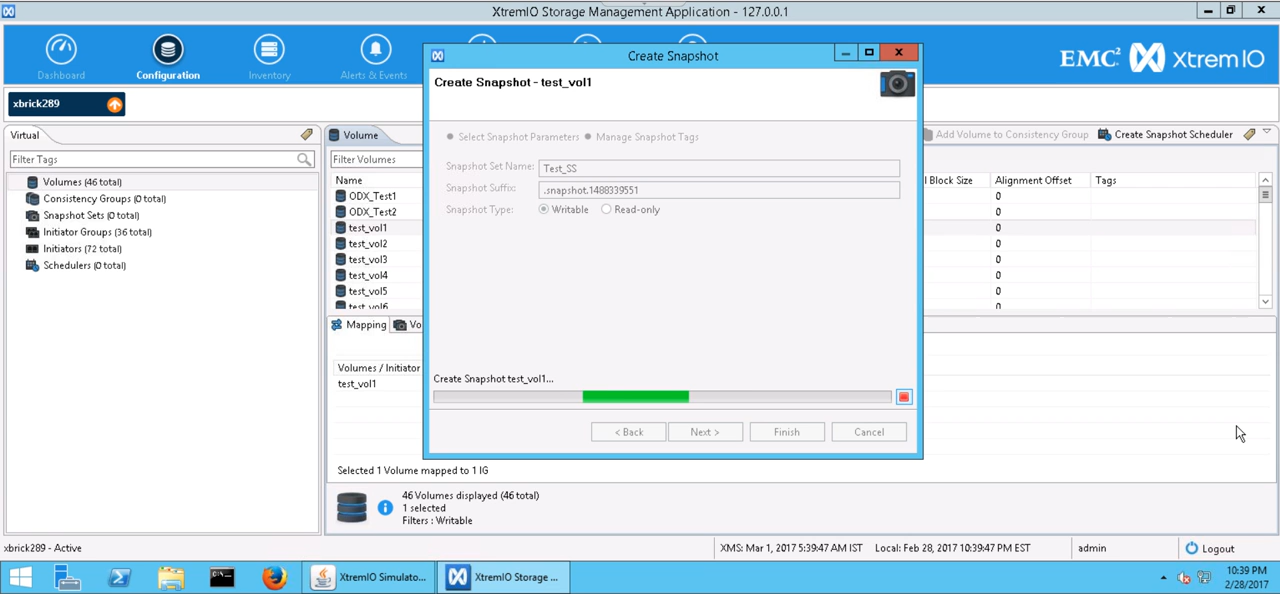 XtremIO Storage Management Application - 127.0.0.1
Dashboard
Configuration
Inventory
Alerts & Events
EMC² XtremIO
xbrick289
Create Snapshot
Create Snapshot - test_vol1
Select Snapshot Parameters
Manage Snapshot Tags
Snapshot Set Name: Test_SS
Snapshot Suffix: .snapshot.1488339551
Snapshot Type: Writable Read-only
Create Snapshot test_vol1...
< Back
Next >
Finish
Cancel
Virtual
Filter Tags
Volumes (46 total)
Consistency Groups (0 total)
Snapshot Sets (0 total)
Initiator Groups (36 total)
Initiators (72 total)
Schedulers (0 total)
Volume
Add Volume to Consistency Group
Create Snapshot Scheduler
Filter Volumes
Name
Block Size
Alignment Offset
Tags
ODX_Test1
0
ODX_Test2
0
test_vol1
0
test_vol2
0
test_vol3
0
test_vol4
0
test_vol5
0
test_vol6
0
Mapping
Vo
Volumes / Initiator
test_vol1
Selected 1 Volume mapped to 1 IG
46 Volumes displayed (46 total)
1 selected
Filters : Writable
xbrick289 - Active
XMS: Mar 1, 2017 5:39:47 AM IST
Local: Feb 28, 2017 10:39:47 PM EST
admin
Logout
XtremIO Simulato...
XtremIO Storage ...
10:39 PM
2/28/2017